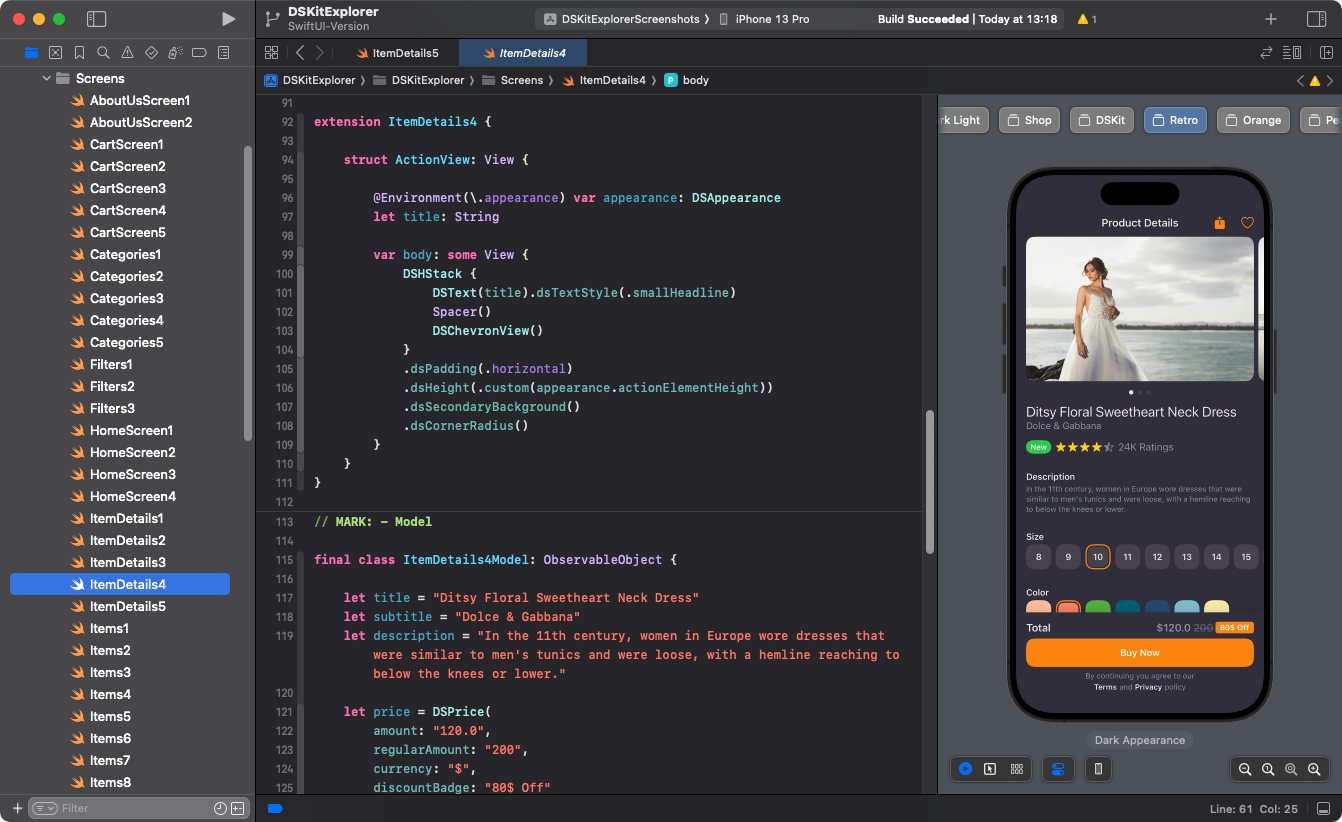 DSKitExplorer
SwiftUI-Version
DSKitExplorerScreenshots 〉 iPhone 13 Pro
Build Succeeded | Today at 13:18
1
ItemDetails5
ItemDetails4
DSKitExplorer 〉 DSKitExplorer 〉 Screens 〉 ItemDetails4 〉 P body
Screens
AboutUsScreen1
AboutUsScreen2
CartScreen1
CartScreen2
CartScreen3
CartScreen4
CartScreen5
Categories1
Categories2
Categories3
Categories4
Categories5
Filters1
Filters2
Filters3
HomeScreen1
HomeScreen2
HomeScreen3
HomeScreen4
ItemDetails1
ItemDetails2
ItemDetails3
ItemDetails4
ItemDetails5
Items1
Items2
Items3
Items4
Items5
Items6
Items7
Items8
Filter
91
92 extension ItemDetails4 {
93
94 struct ActionView: View {
95
96 @Environment(\.appearance) var appearance: DSAppearance
97 let title: String
98
99 var body: some View {
100 DSHStack {
101 DSText(title).dsTextStyle(.smallHeadline)
102 Spacer()
103 DSChevronView()
104 }
105 .dsPadding(.horizontal)
106 .dsHeight(.custom(appearance.actionElementHeight))
107 .dsSecondaryBackground()
108 .dsCornerRadius()
109 }
110 }
111 }
112
113 // MARK: - Model
114
115 final class ItemDetails4Model: ObservableObject {
116
117 let title = "Ditsy Floral Sweetheart Neck Dress"
118 let subtitle = "Dolce & Gabbana"
119 let description = "In the 11th century, women in Europe wore dresses that
were similar to men's tunics and were loose, with a hemline reaching to
below the knees or lower."
120
121 let price = DSPrice(
122 amount: "120.0",
123 regularAmount: "200",
124 currency: "$",
125 discountBadge: "80$ Off"
rk Light
Shop
DSKit
Retro
Orange
Pe
Product Details
Ditsy Floral Sweetheart Neck Dress
Dolce & Gabbana
New 24K Ratings
Description
In the 11th century, women in Europe wore dresses that were
similar to men's tunics and were loose, with a hemline reaching
to below the knees or lower.
Size
8 9 10 11 12 13 14 15
Color
Total $120.0 200 80$ Off
Buy Now
By continuing you agree to our
Terms and Privacy policy
Dark Appearance
Line: 61 Col: 25